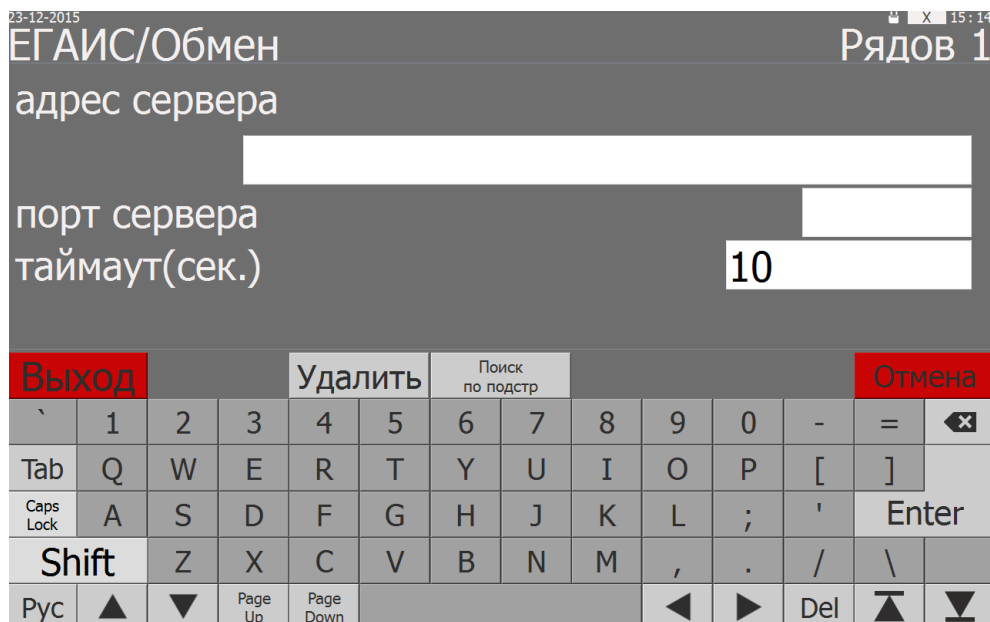 23-12-2015 X 15:14
ЕГАИС/Обмен Рядов 1
адрес сервера
порт сервера
таймаут(сек.) 10
Выход Удалить Поиск по подстр Отмена
` 1 2 3 4 5 6 7 8 9 0 - =
Tab Q W E R T Y U I O P [ ]
Caps Lock A S D F G H J K L ; ' Enter
Shift Z X C V B N M , . / \
Рус Page Up Page Down Del